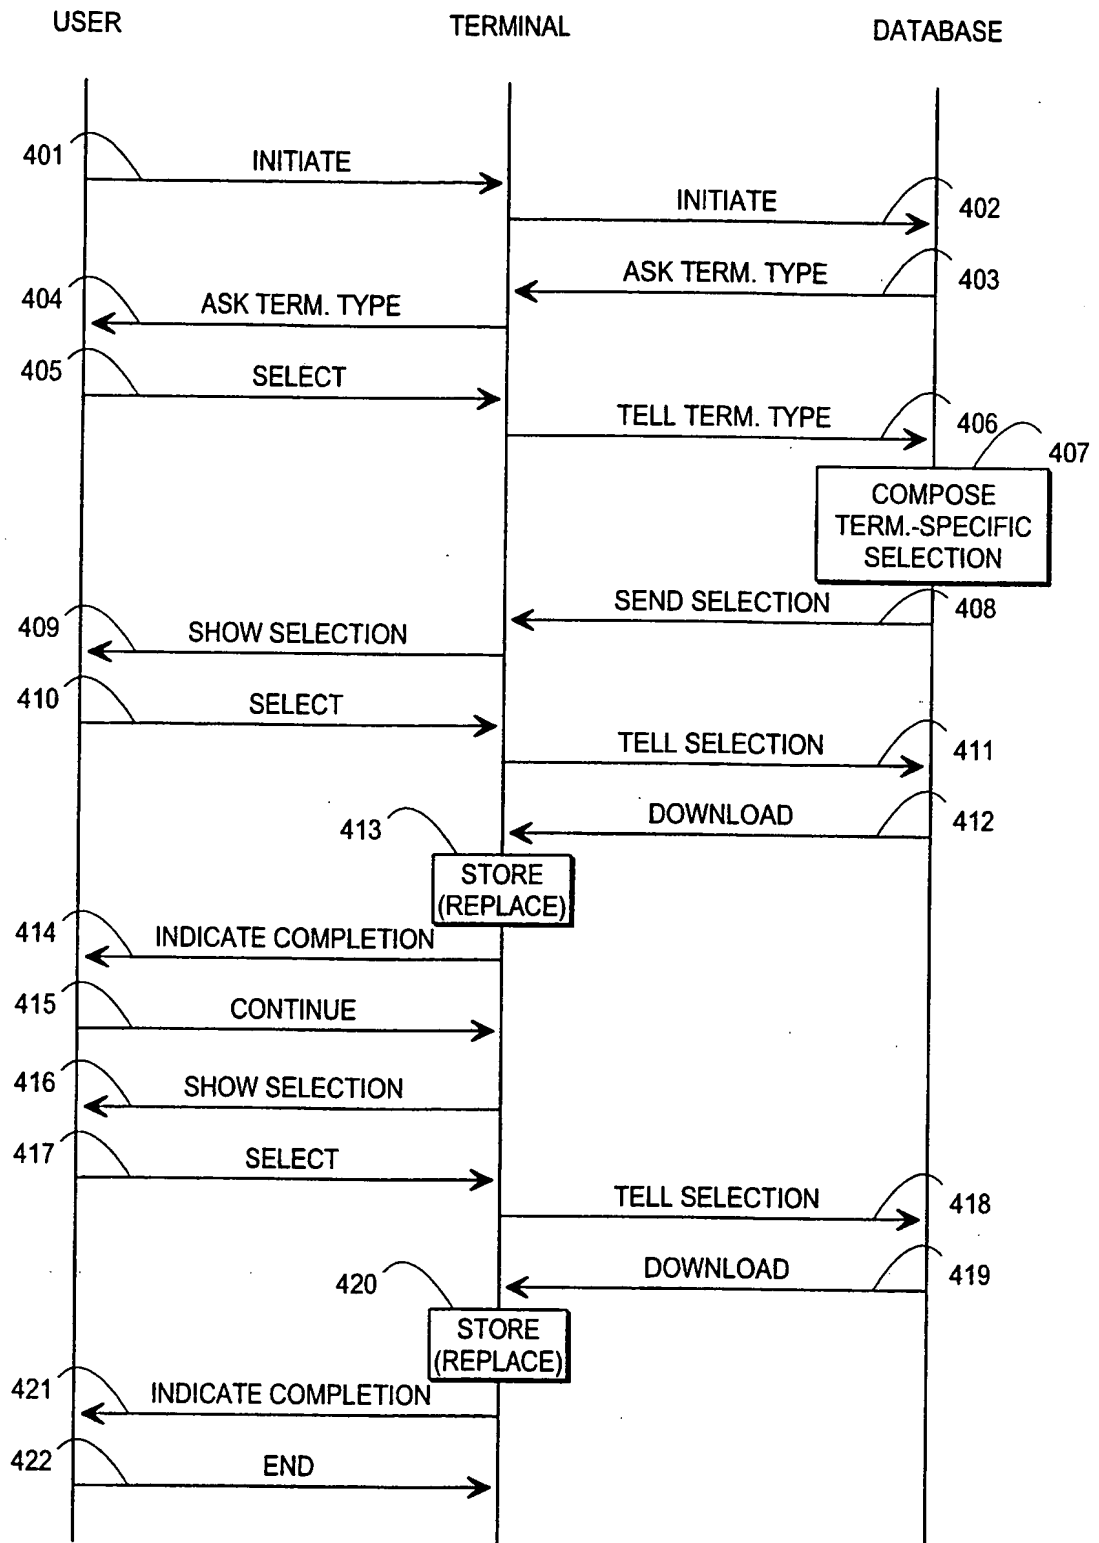 USER
TERMINAL
DATABASE
401
INITIATE
INITIATE
402
ASK TERM. TYPE
403
404
ASK TERM. TYPE
405
SELECT
TELL TERM. TYPE
406
407
COMPOSE
TERM.-SPECIFIC
SELECTION
SEND SELECTION
408
409
SHOW SELECTION
410
SELECT
TELL SELECTION
411
DOWNLOAD
412
413
STORE
(REPLACE)
414
INDICATE COMPLETION
415
CONTINUE
416
SHOW SELECTION
417
SELECT
TELL SELECTION
418
DOWNLOAD
419
420
STORE
(REPLACE)
421
INDICATE COMPLETION
422
END